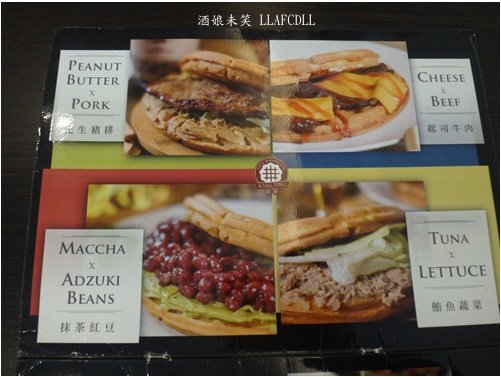 酒娘未笑 LLAFCDLL
PEANUT
BUTTER
X
PORK
花生豬排
CHEESE
X
BEEF
起司牛肉
MACCHA
X
ADZUKI
BEANS
抹茶紅豆
TUNA
X
LETTUCE
鮪魚蔬菜